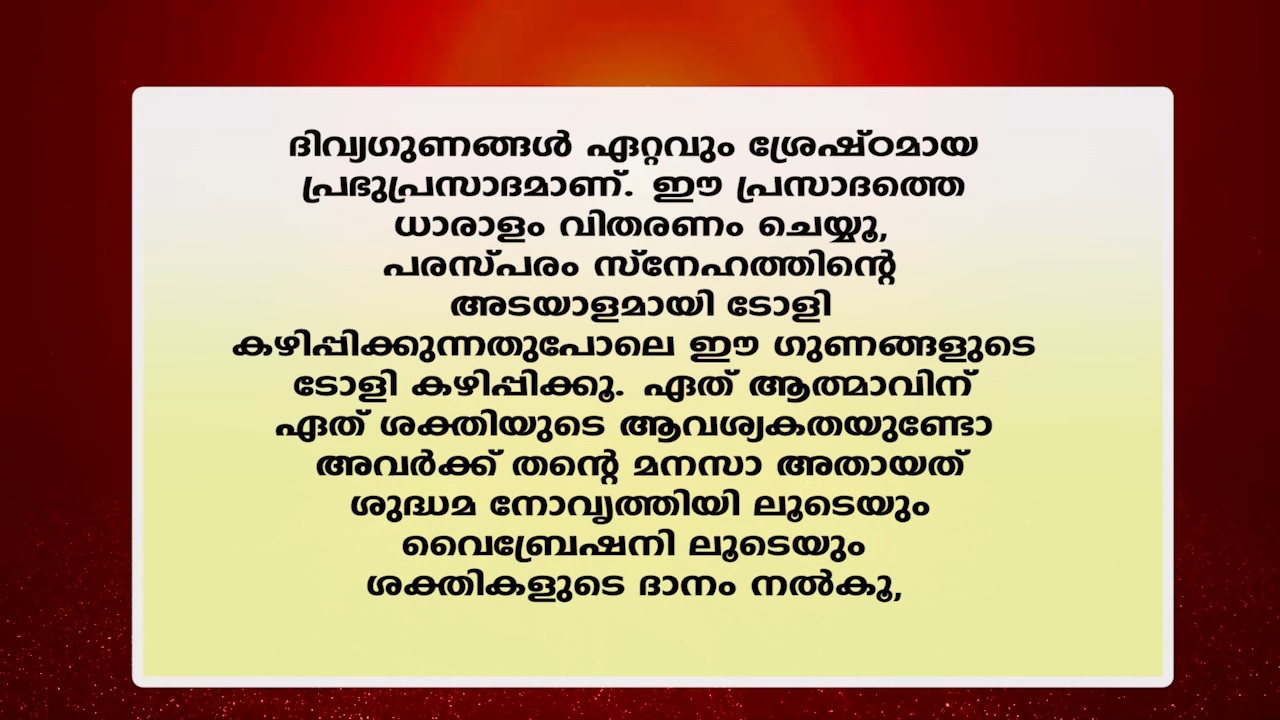 ദിവ്യഗുണങ്ങൾ ഏറ്റവും ശ്രേഷ്ഠമായ
പ്രഭുപ്രസാദമാണ്. ഈ പ്രസാദത്തെ
ധാരാളം വിതരണം ചെയ്യൂ,
പരസ്പരം സ്നേഹത്തിന്റെ
അടയാളമായി ടോളി
കഴിപ്പിക്കുന്നതുപോലെ ഈ ഗുണങ്ങളുടെ
ടോളി കഴിപ്പിക്കൂ. ഏത് ആത്മാവിന്
ഏത് ശക്തിയുടെ ആവശ്യകതയുണ്ടോ
അവർക്ക് തന്റെ മനസാ അതായത്
ശുദ്ധമ നോവൃത്തിയി ലൂടെയും
വൈബ്രേഷനി ലൂടെയും
ശക്തികളുടെ ദാനം നൽകൂ,